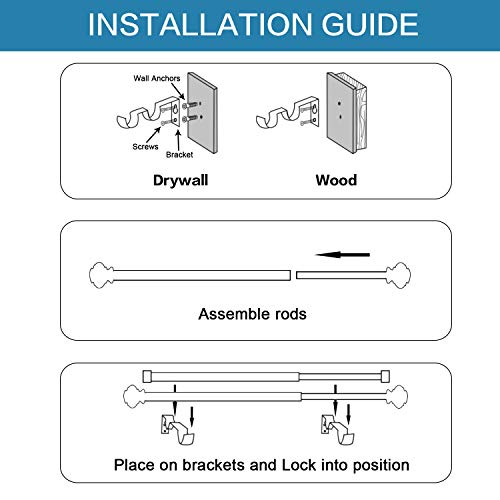 INSTALLATION GUIDE
Wall Anchors
Screws
Bracket
Drywall
Wood
Assemble rods
Place on brackets and Lock into position